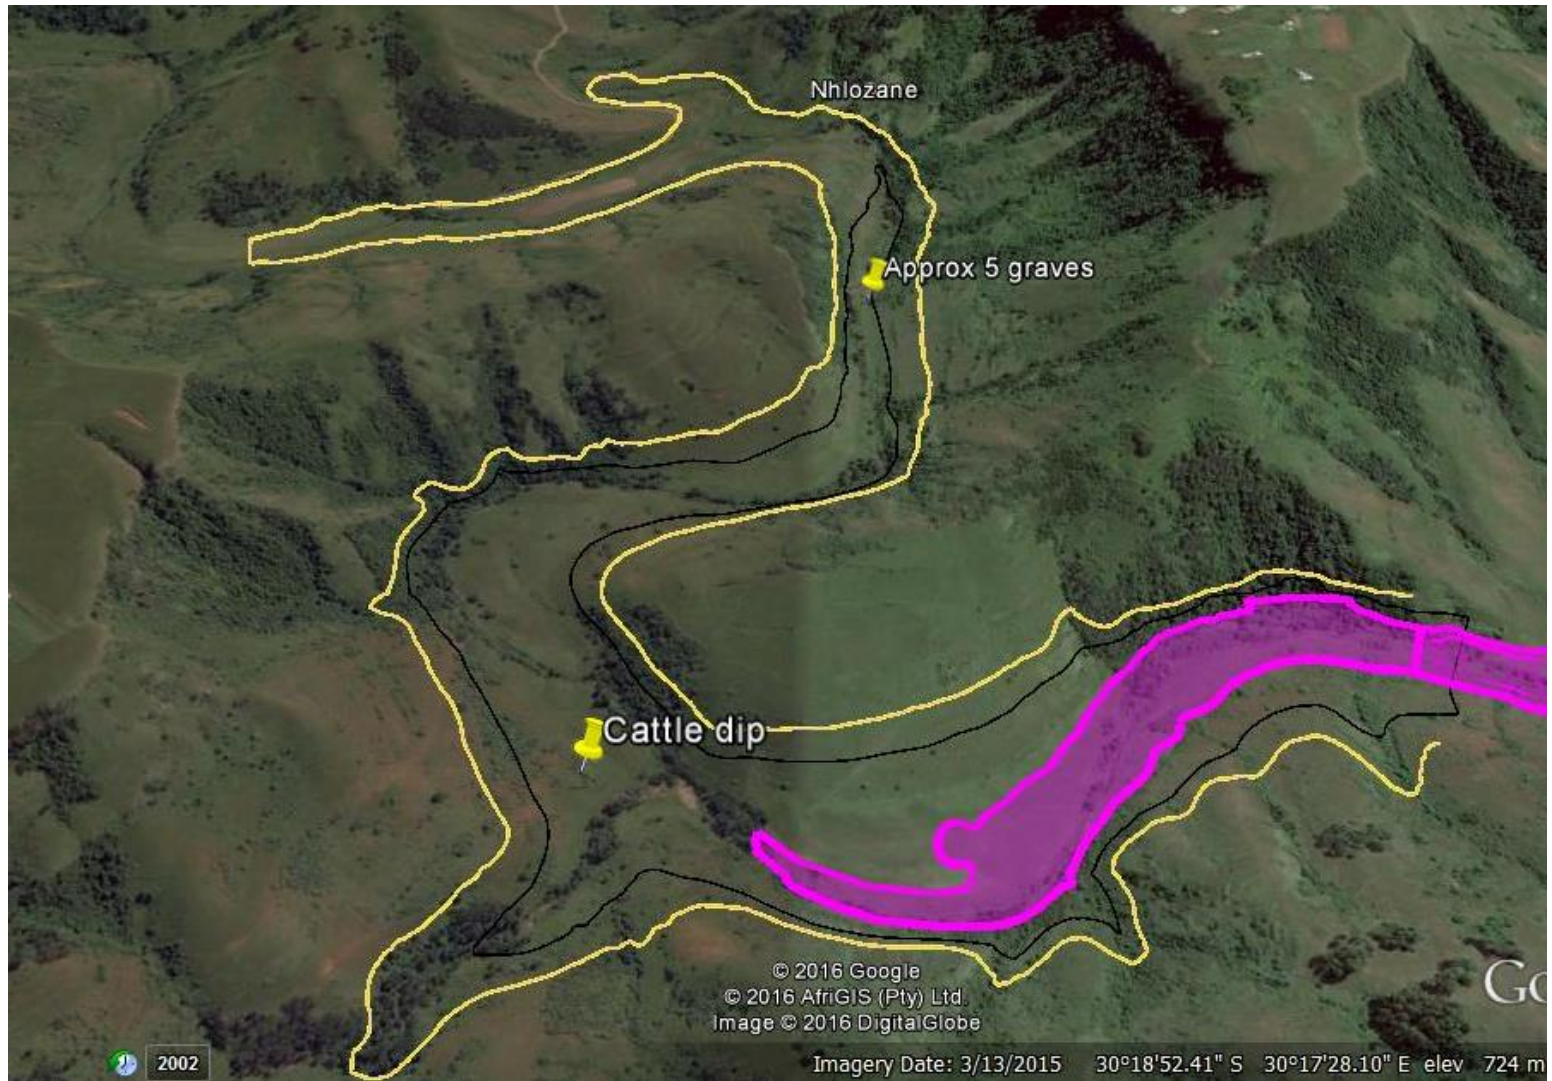 Nhlozane
Approx 5 graves
Cattle dip
© 2016 Google
© 2016 AfriGIS (Pty) Ltd.
Image © 2016 DigitalGlobe
Go
2002
Imagery Date: 3/13/2015 30°18'52.41" S 30°17'28.10" E elev 724 m